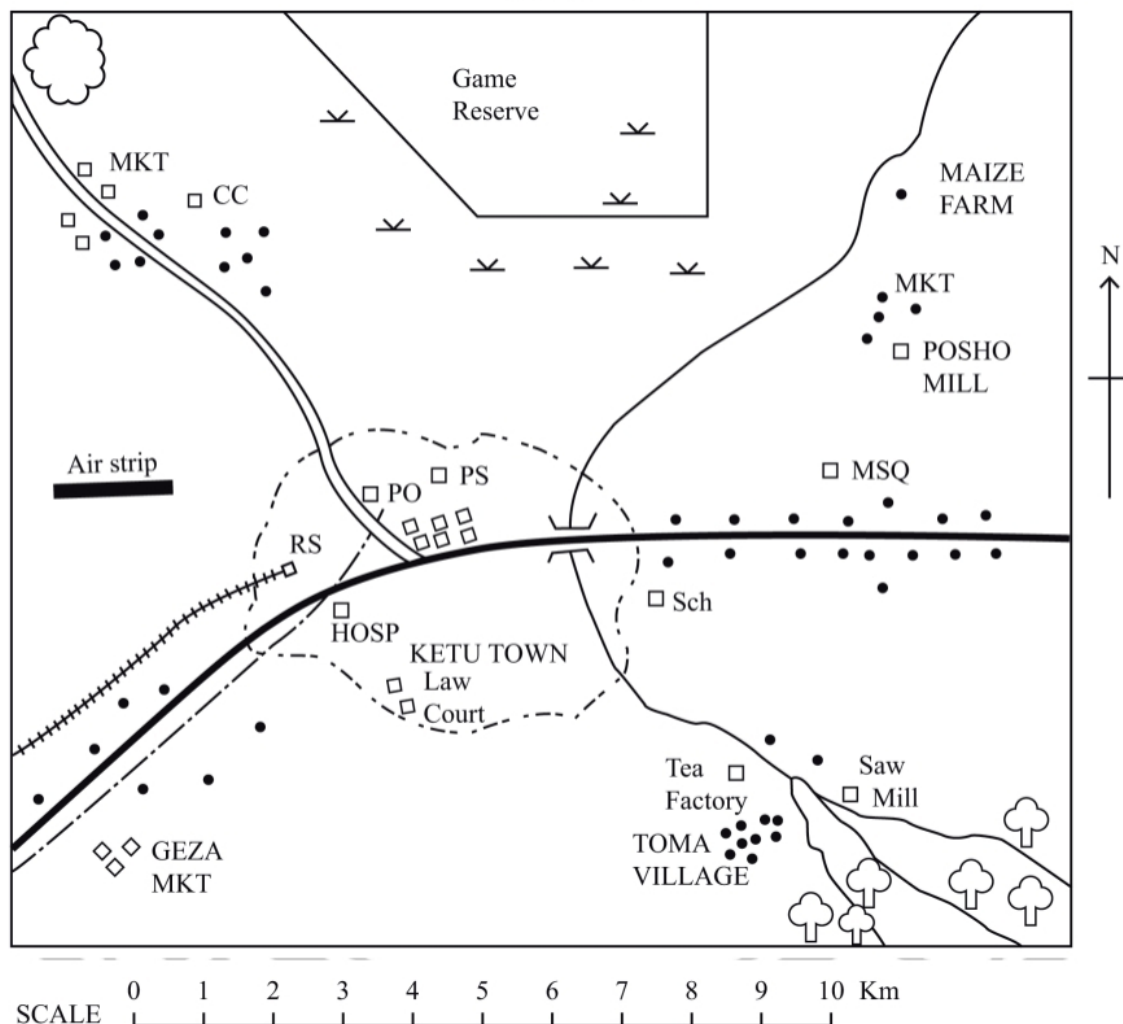 Game
Reserve
MKT
CC
MAIZE
FARM
N
MKT
POSHO
MILL
Air strip
PS
PO
MSQ
RS
Sch
HOSP
KETU TOWN
Law
Court
Tea
Factory
Saw
Mill
TOMA
VILLAGE
GEZA
MKT
0 1 2 3 4 5 6 7 8 9 10 Km
SCALE